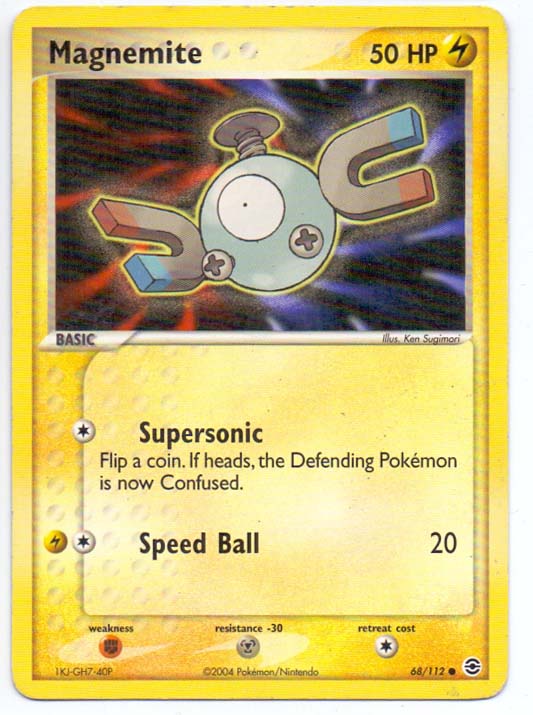 Magnemite 50 HP
BASIC Illus. Ken Sugimori
Supersonic
Flip a coin. If heads, the Defending Pokémon
is now Confused.
Speed Ball 20
weakness resistance -30 retreat cost
1KJ-GH7-40P ©2004 Pokémon/Nintendo 68/112